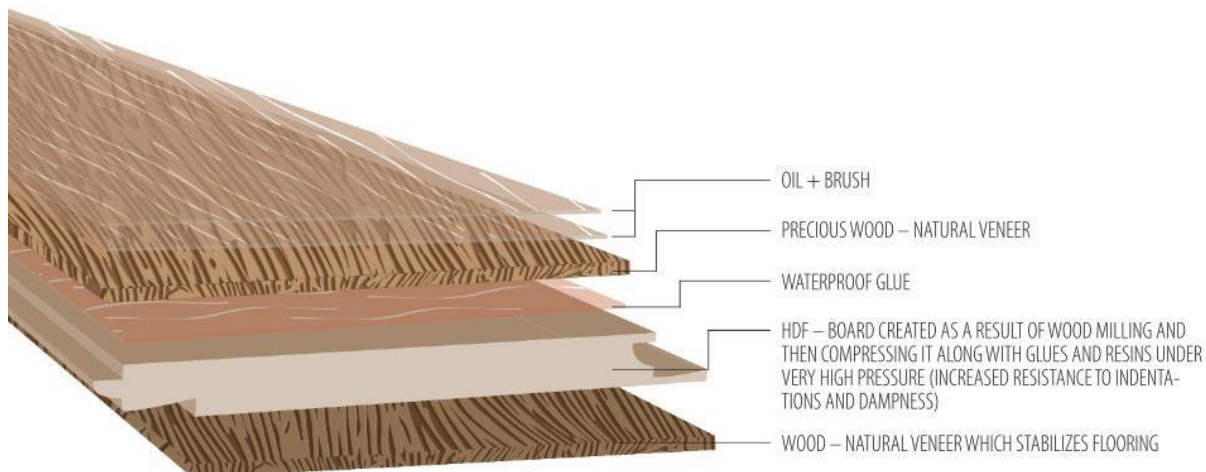 OIL + BRUSH
PRECIOUS WOOD – NATURAL VENEER
WATERPROOF GLUE
HDF – BOARD CREATED AS A RESULT OF WOOD MILLING AND
THEN COMPRESSING IT ALONG WITH GLUES AND RESINS UNDER
VERY HIGH PRESSURE (INCREASED RESISTANCE TO INDENTA-
TIONS AND DAMPNESS)
WOOD – NATURAL VENEER WHICH STABILIZES FLOORING